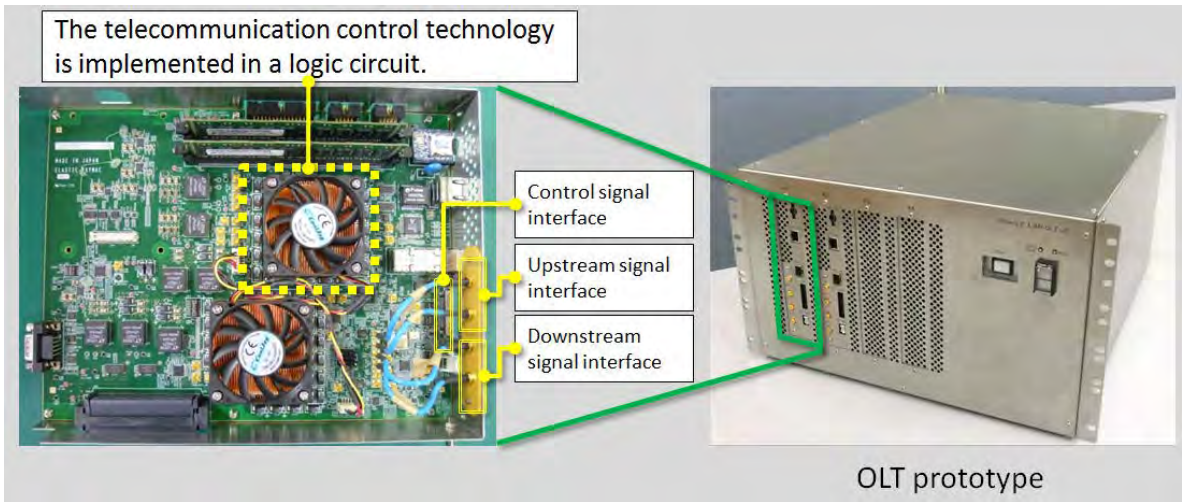 The telecommunication control technology
is implemented in a logic circuit.
MADE IN JAPAN
Control signal
interface
Upstream signal
interface
Downstream
signal interface
OLT prototype